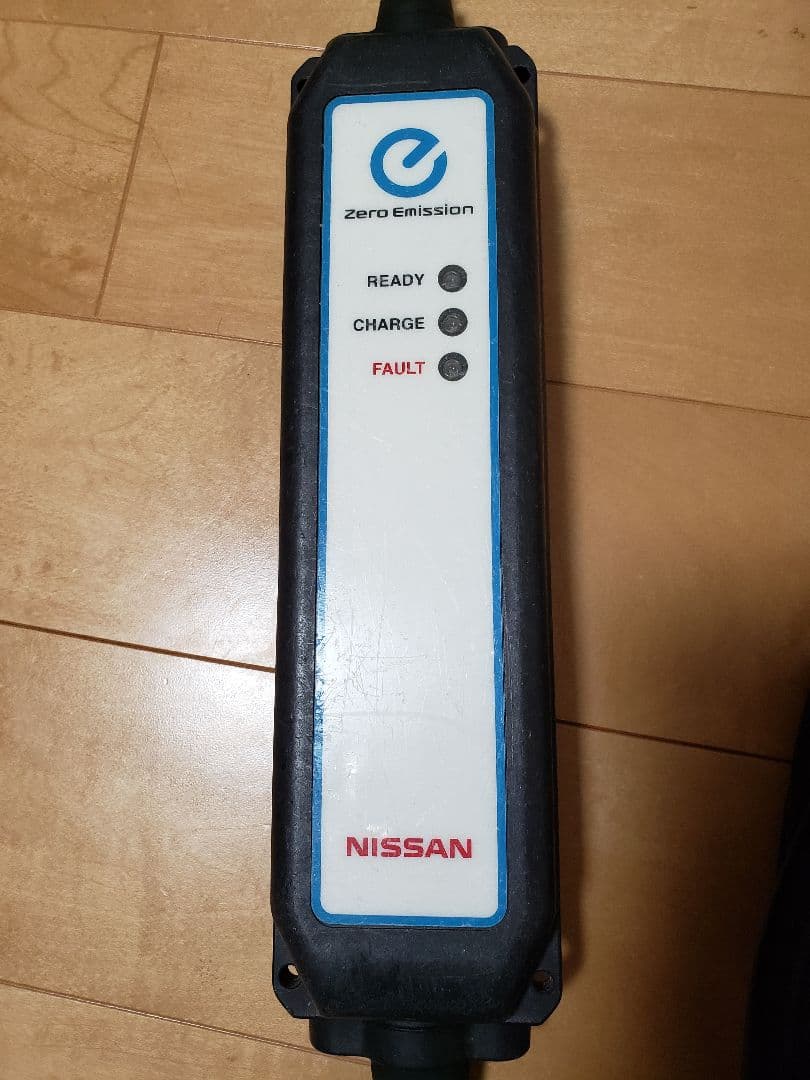 Zero Emission
READY
CHARGE
FAULT
NISSAN